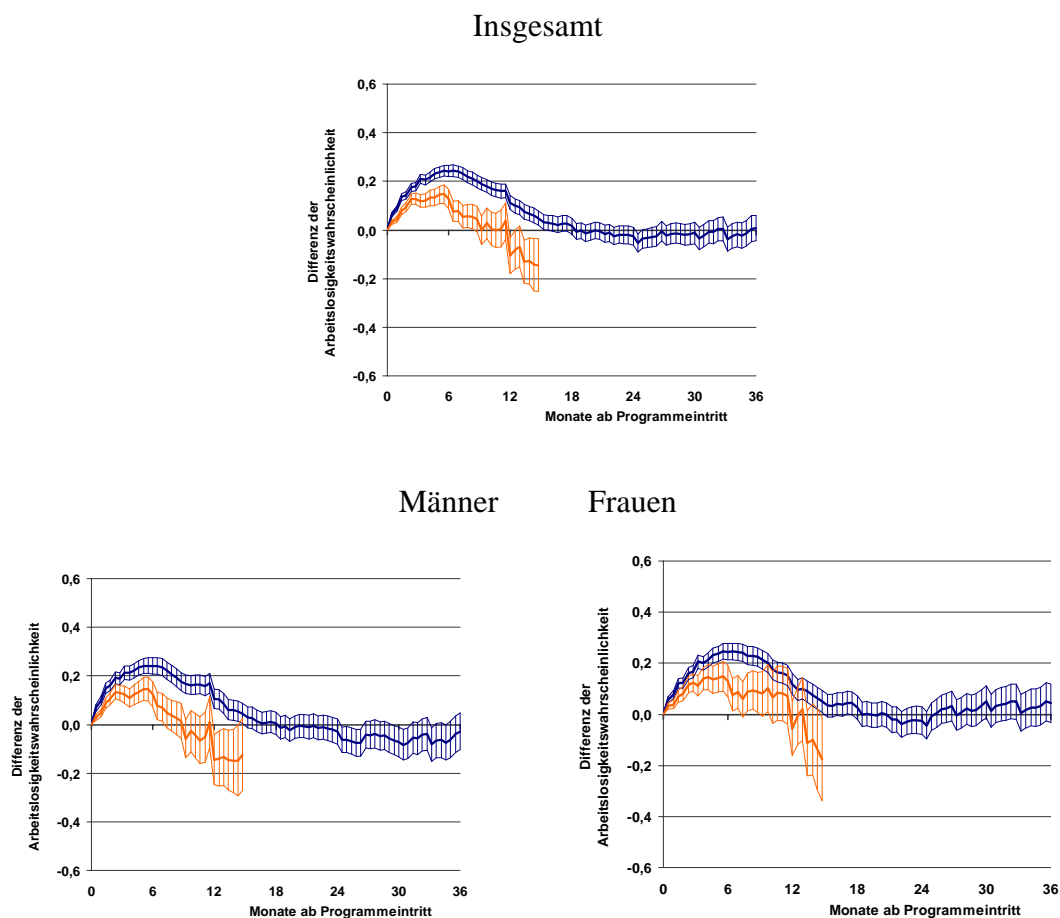 Insgesamt
Differenz der
Arbeitslosigkeitswahrscheinlichkeit
0,6
0,4
0,2
0,0
-0,2
-0,4
-0,6
0 6 12 18 24 30 36
Monate ab Programmeintritt
Männer Frauen
Differenz der
Arbeitslosigkeitswahrscheinlichkeit
0,6
0,4
0,2
0,0
-0,2
-0,4
-0,6
0 6 12 18 24 30 36
Monate ab Programmeintritt
Differenz der
Arbeitslosigkeitswahrscheinlichkeit
0,6
0,4
0,2
0,0
-0,2
-0,4
-0,6
0 6 12 18 24 30 36
Monate ab Programmeintritt